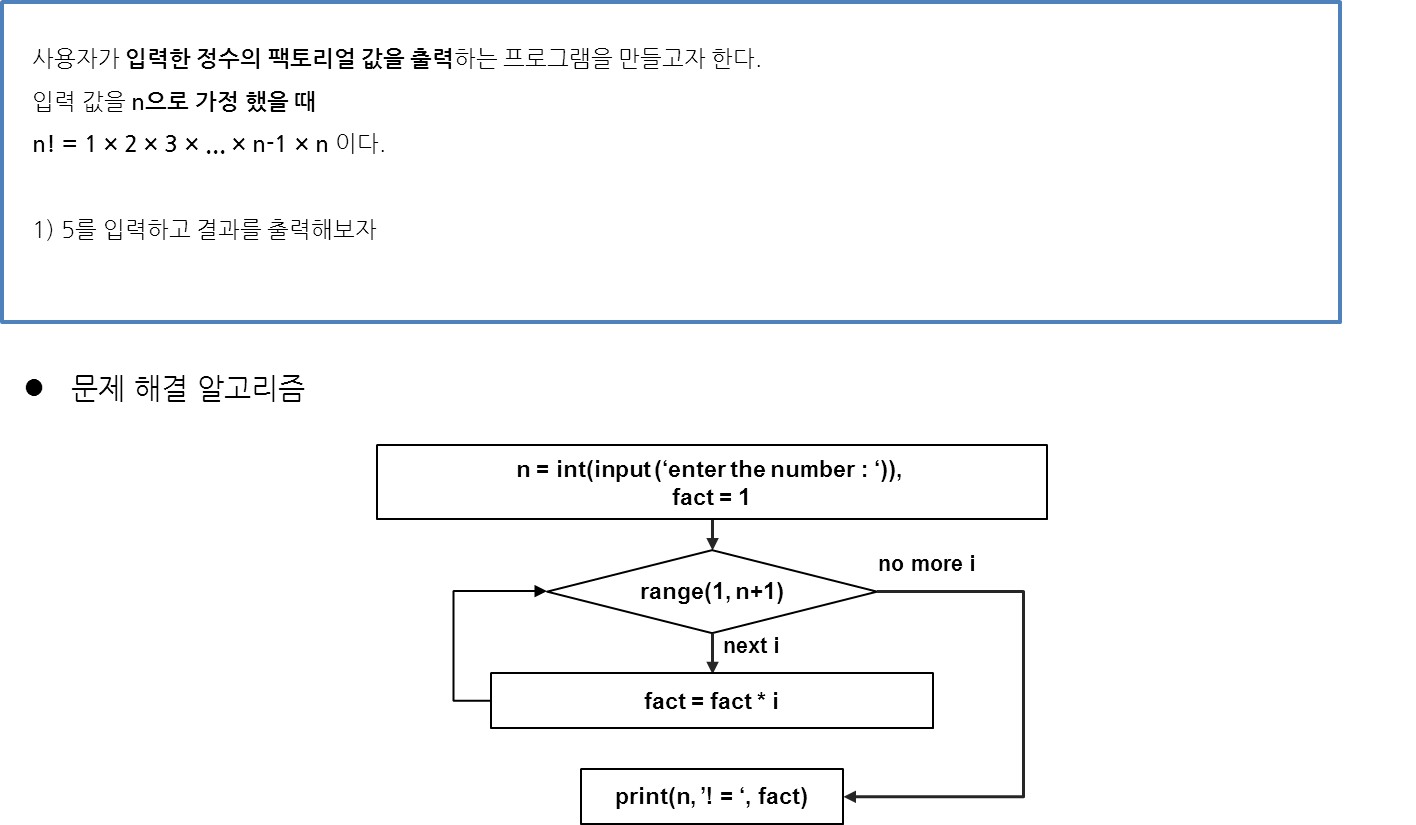 사용자가 입력한 정수의 팩토리얼 값을 출력하는 프로그램을 만들고자 한다.
입력 값을 n으로 가정 했을 때
n! = 1 × 2 × 3 × ... × n-1 × n 이다.
1) 5를 입력하고 결과를 출력해보자
● 문제 해결 알고리즘
n = int(input(‘enter the number : ‘)),
fact = 1
no more i
range(1, n+1)
next i
fact = fact * i
print(n, ’! = ‘, fact)